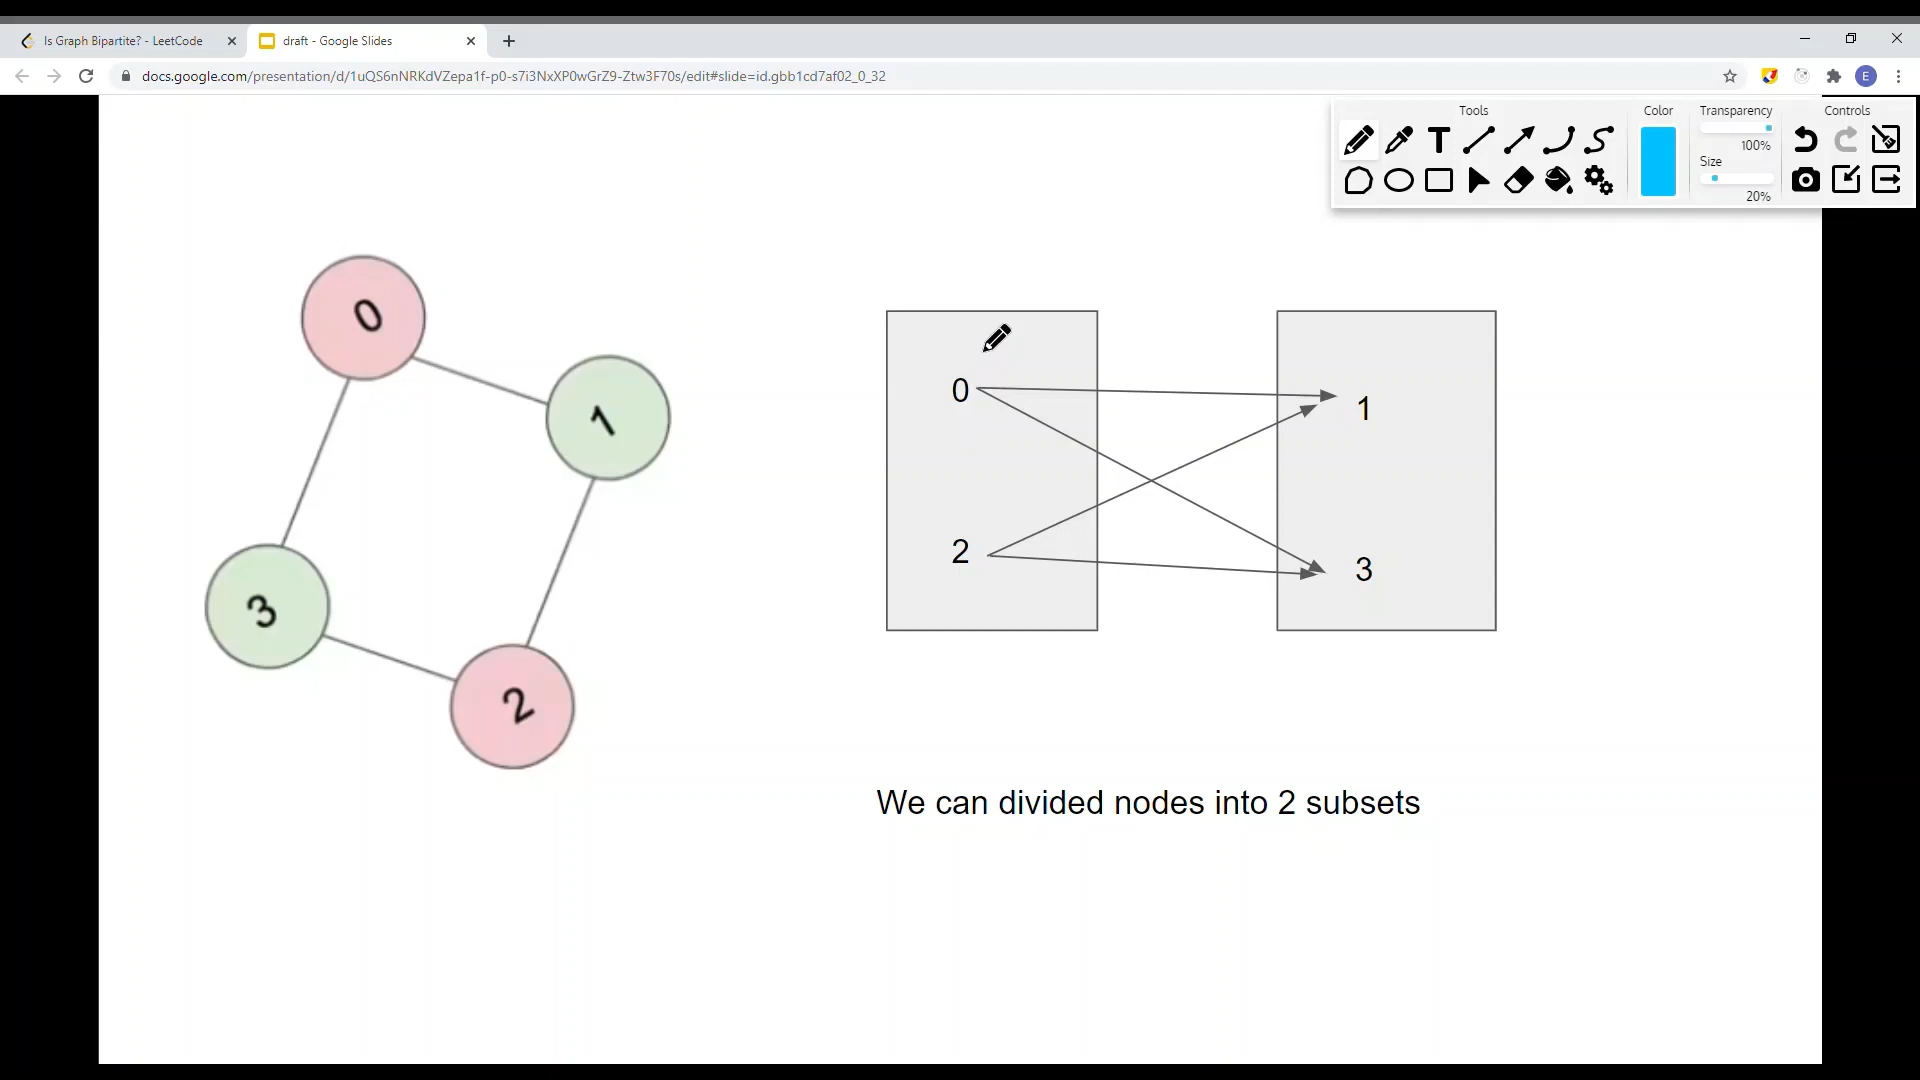 Is Graph Bipartite? - LeetCode
draft - Google Slides
docs.google.com/presentation/d/1uQS6nNRKdVZepa1f-p0-s7i3NxXP0wGrZ9-Ztw3F70s/edit#slide=id.gbb1cd7af02_0_32
E
Tools
Color
Transparency
Controls
T
100%
Size
20%
0
1
3
2
0
1
2
3
We can divided nodes into 2 subsets